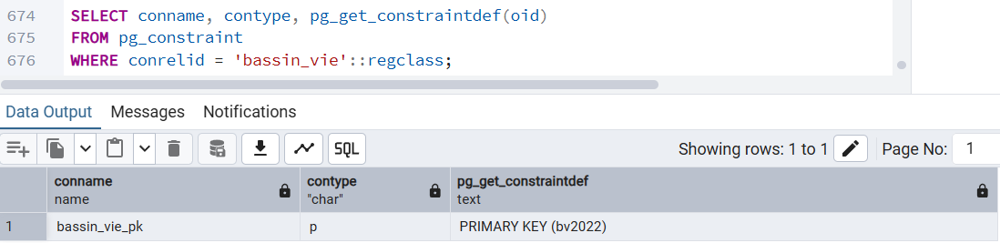 674 SELECT conname, contype, pg_get_constraintdef(oid)
675 FROM pg_constraint
676 WHERE conrelid = 'bassin_vie'::regclass;
Data Output Messages Notifications
SQL Showing rows: 1 to 1 Page No: 1
conname contype pg_get_constraintdef
name "char" text
1 bassin_vie_pk p PRIMARY KEY (bv2022)